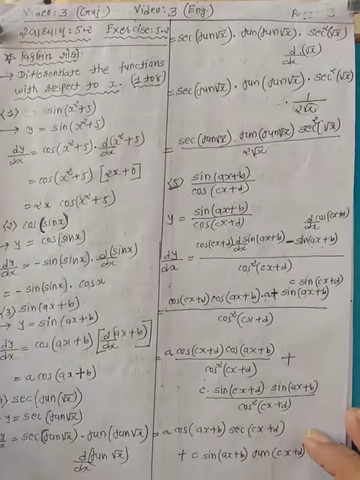 Video: 3 (Guj.) Video: 3 (Eng.)
સ્વાધ્યાય: 5.2 Exercise: 5.2
* વિકલિત શોધો
→ Differentiate the functions
with respect to x. (1 to 8)
<1> sin(x²+5)
→ y = sin(x²+5)
dy/dx = cos(x²+5) · d/dx (x²+5)
= cos(x²+5) [2x+0]
= 2x cos(x²+5)
<2> cos(sinx)
→ y = cos(sinx)
dy/dx = -sin(sinx) · d/dx (sinx)
= -sin(sinx) · cosx
<3> sin(ax+b)
→ y = sin(ax+b)
dy/dx = cos(ax+b) [d/dx (ax+b)]
= a cos(ax+b)
sec(tan√x)
y = sec(tan√x)
= sec(tan√x) · tan(tan√x)
d/dx (tan√x)
= sec(tan√x) · tan(tan√x) · sec²(√x)
d/dx (√x)
= sec(tan√x) · tan(tan√x) · sec²(√x)
· 1/2√x
= sec(tan√x) tan(tan√x) sec²(√x) / 2√x
<5> sin(ax+b) / cos(cx+d)
y = sin(ax+b) / cos(cx+d)
dy/dx = cos(cx+d) d/dx sin(ax+b) - sin(ax+b) d/dx cos(cx+d) / cos²(cx+d)
cos(cx+d) cos(ax+b) · a + sin(ax+b) c sin(cx+d) / cos²(cx+d)
= a cos(cx+d) cos(ax+b) / cos²(cx+d) +
c · sin(cx+d) sin(ax+b) / cos²(cx+d)
= a cos(ax+b) sec(cx+d)
+ c sin(ax+b) tan(cx+d)